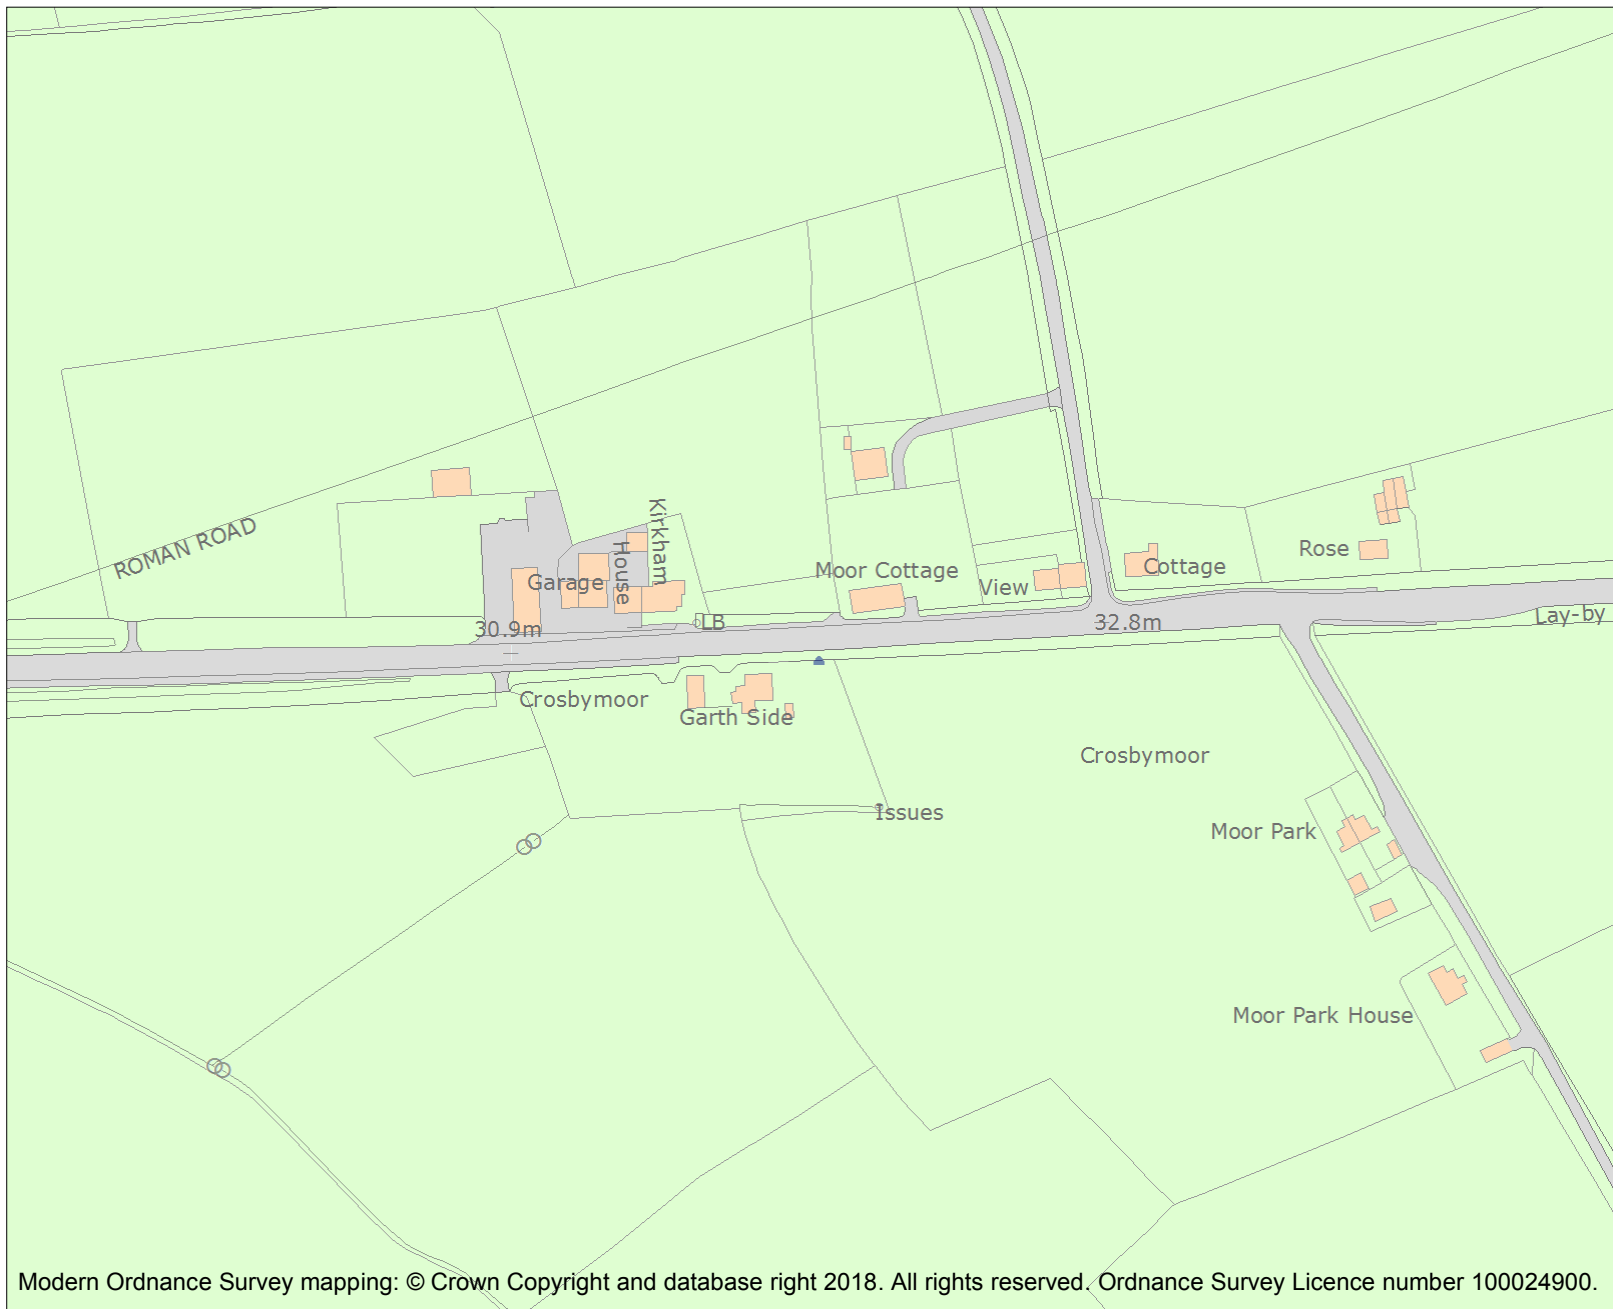 ROMAN ROAD
Kirkham
House
Garage
Moor Cottage
View
Cottage
Rose
30.9m
LB
32.8m
Lay-by
Crosbymoor
Garth Side
Crosbymoor
Issues
Moor Park
Moor Park House
Modern Ordnance Survey mapping: © Crown Copyright and database right 2018. All rights reserved. Ordnance Survey Licence number 100024900.